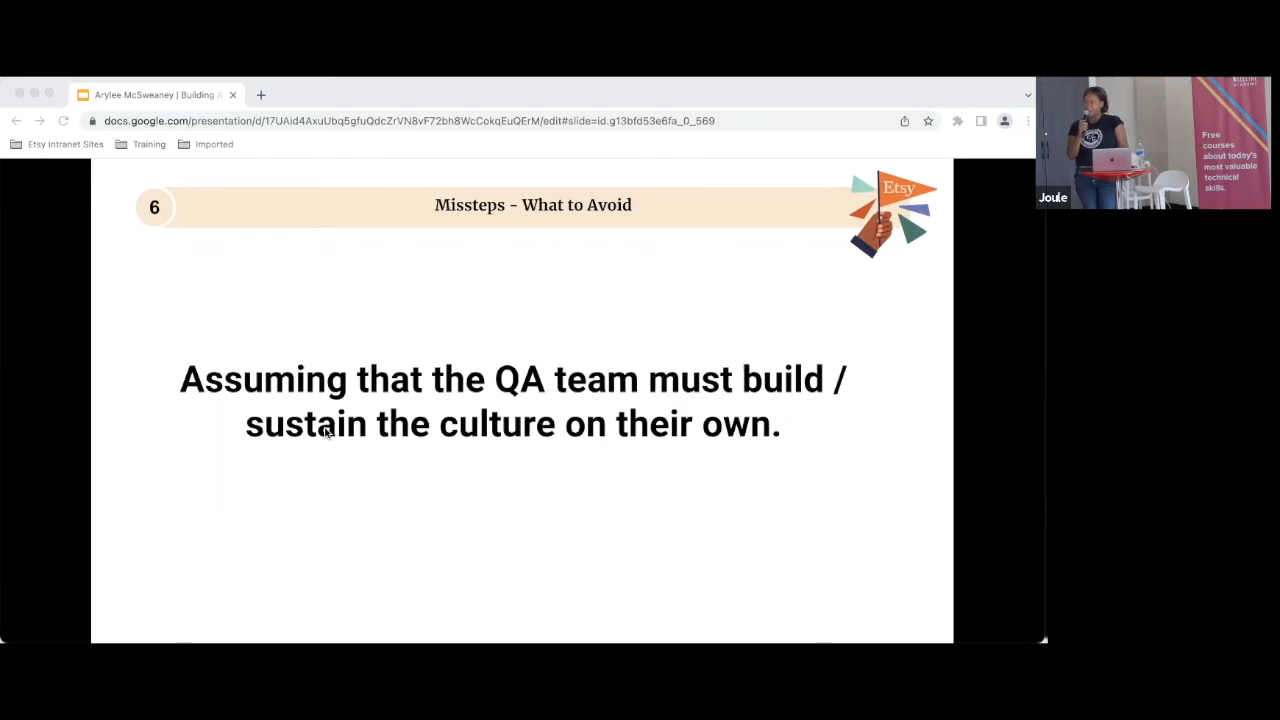 Arylee McSweaney | Building A
docs.google.com/presentation/d/17UAid4AxuUbq5gfuQdcZrVN8vF72bh8WcCokqEuQErM/edit#slide=id.g13bfd53e6fa_0_569
Etsy Intranet Sites
Training
Imported
6
Missteps - What to Avoid
Etsy
Assuming that the QA team must build /
sustain the culture on their own.
Joule
Free
courses
about today's
most valuable
technical
skills.